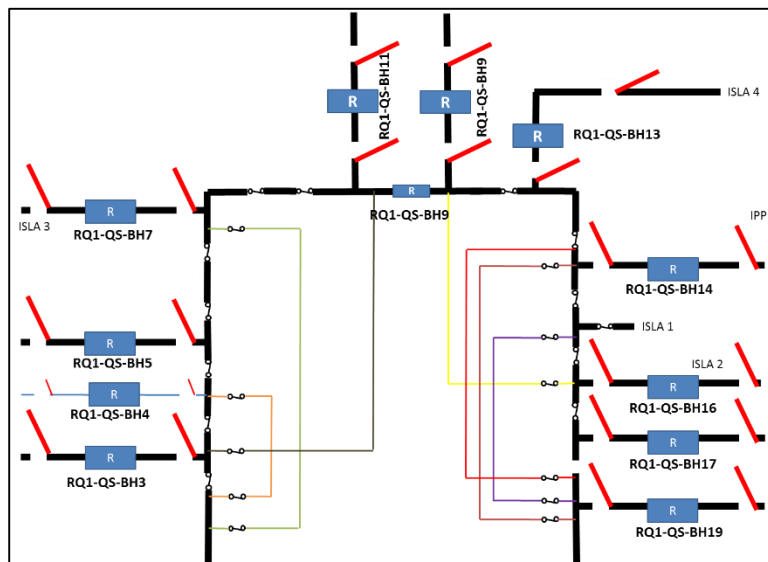 RQ1-QS-BH11
R
RQ1-QS-BH9
R
ISLA 4
R
RQ1-QS-BH13
R
RQ1-QS-BH9
ISLA 3
R
RQ1-QS-BH7
IPP
R
RQ1-QS-BH14
ISLA 1
R
RQ1-QS-BH5
ISLA 2
R
RQ1-QS-BH16
R
RQ1-QS-BH4
R
RQ1-QS-BH17
R
RQ1-QS-BH3
R
RQ1-QS-BH19